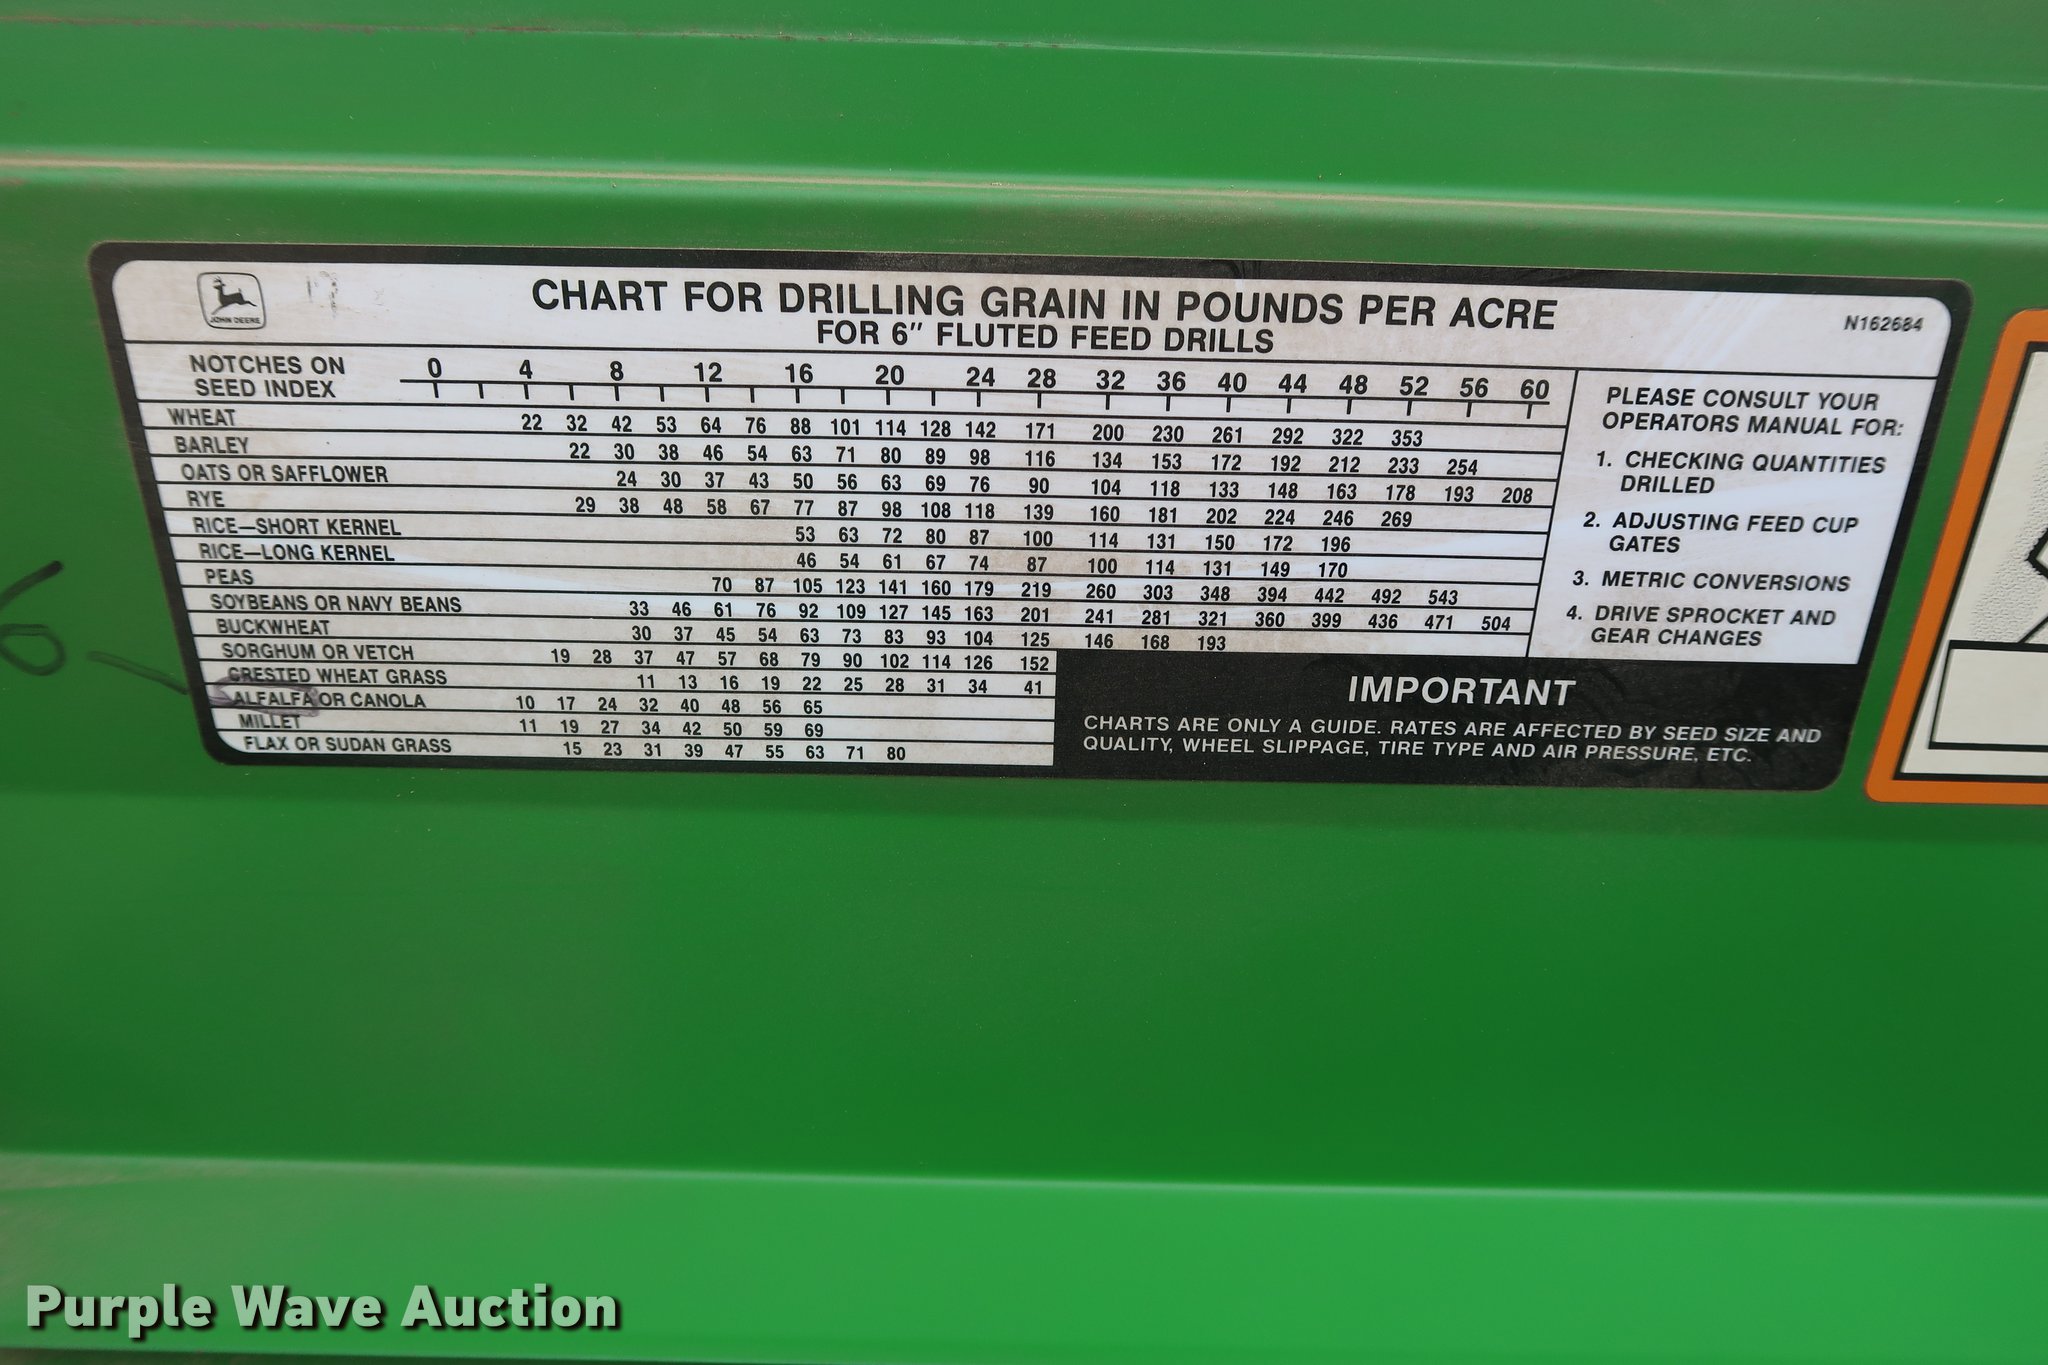 JOHN DEERE
CHART FOR DRILLING GRAIN IN POUNDS PER ACRE
FOR 6" FLUTED FEED DRILLS
N162684
NOTCHES ON
SEED INDEX
0 4 8 12 16 20 24 28 32 36 40 44 48 52 56 60
WHEAT 22 32 42 53 64 76 88 101 114 128 142 171 200 230 261 292 322 353
BARLEY 22 30 38 46 54 63 71 80 89 98 116 134 153 172 192 212 233 254
OATS OR SAFFLOWER 24 30 37 43 50 56 63 69 76 90 104 118 133 148 163 178 193 208
RYE 29 38 48 58 67 77 87 98 108 118 139 160 181 202 224 246 269
RICE—SHORT KERNEL 53 63 72 80 87 100 114 131 150 172 196
RICE—LONG KERNEL 46 54 61 67 74 87 100 114 131 149 170
PEAS 70 87 105 123 141 160 179 219 260 303 348 394 442 492 543
SOYBEANS OR NAVY BEANS 33 46 61 76 92 109 127 145 163 201 241 281 321 360 399 436 471 504
BUCKWHEAT 30 37 45 54 63 73 83 93 104 125 146 168 193
SORGHUM OR VETCH 19 28 37 47 57 68 79 90 102 114 126 152
CRESTED WHEAT GRASS 11 13 16 19 22 25 28 31 34 41
ALFALFA OR CANOLA 10 17 24 32 40 48 56 65
MILLET 11 19 27 34 42 50 59 69
FLAX OR SUDAN GRASS 15 23 31 39 47 55 63 71 80
PLEASE CONSULT YOUR
OPERATORS MANUAL FOR:
1. CHECKING QUANTITIES
DRILLED
2. ADJUSTING FEED CUP
GATES
3. METRIC CONVERSIONS
4. DRIVE SPROCKET AND
GEAR CHANGES
IMPORTANT
CHARTS ARE ONLY A GUIDE. RATES ARE AFFECTED BY SEED SIZE AND
QUALITY, WHEEL SLIPPAGE, TIRE TYPE AND AIR PRESSURE, ETC.
Purple Wave Auction